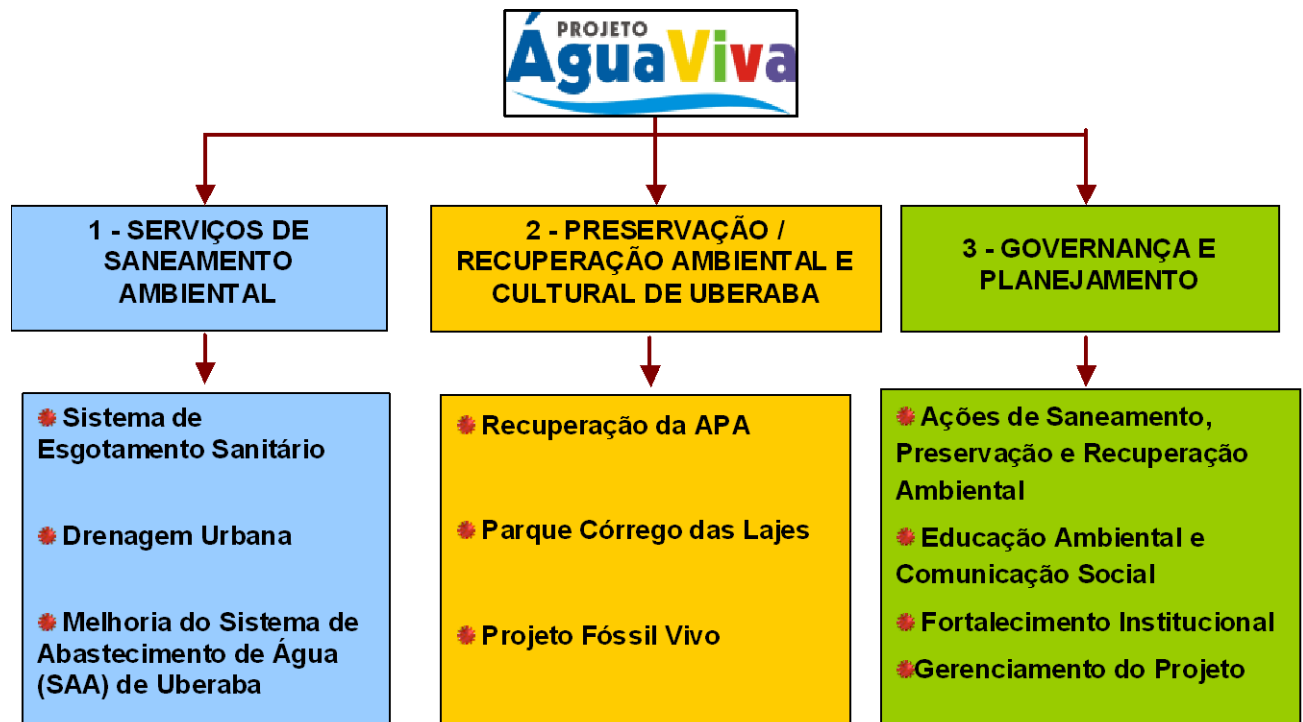 PROJETO
ÁguaViva
1 - SERVIÇOS DE
SANEAMENTO
AMBIENTAL
2 - PRESERVAÇÃO /
RECUPERAÇÃO AMBIENTAL E
CULTURAL DE UBERABA
3 - GOVERNANÇA E
PLANEJAMENTO
Sistema de
Esgotamento Sanitário
Drenagem Urbana
Melhoria do Sistema de
Abastecimento de Água
(SAA) de Uberaba
Recuperação da APA
Parque Córrego das Lajes
Projeto Fóssil Vivo
Ações de Saneamento,
Preservação e Recuperação
Ambiental
Educação Ambiental e
Comunicação Social
Fortalecimento Institucional
Gerenciamento do Projeto